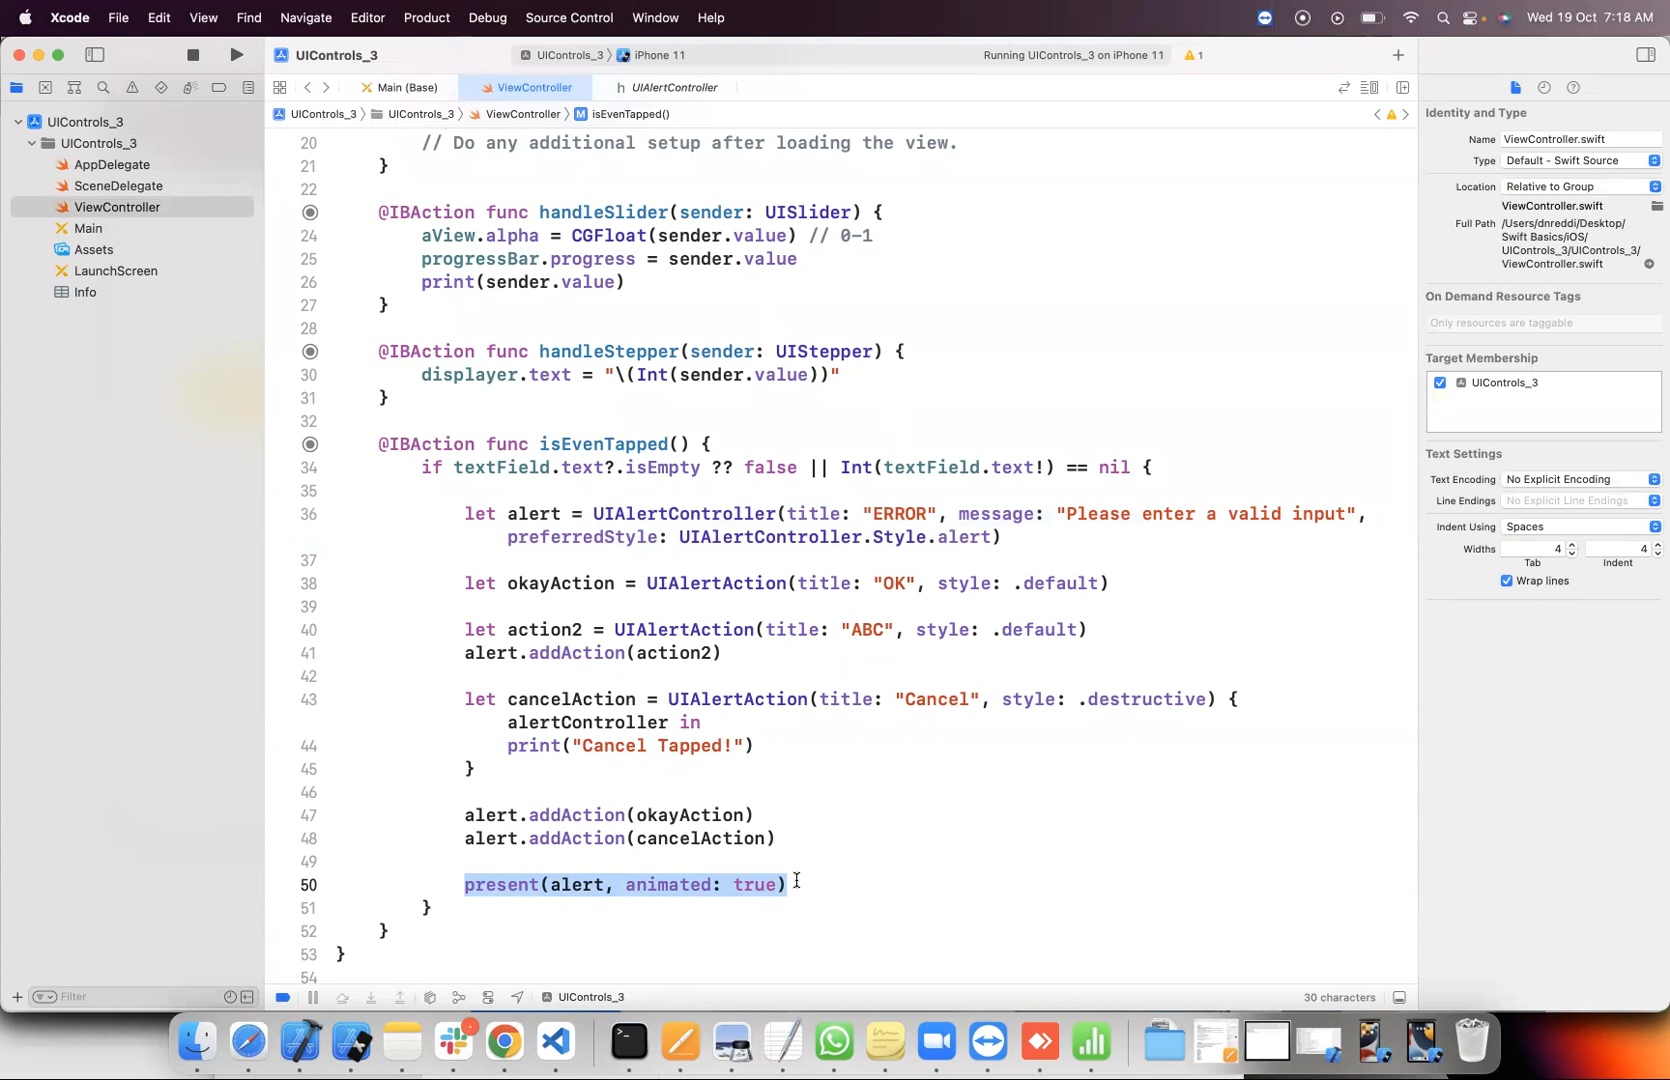 Xcode File Edit View Find Navigate Editor Product Debug Source Control Window Help Wed 19 Oct 7:18 AM
UIControls_3 UIControls_3 iPhone 11 Running UIControls_3 on iPhone 11 1
Main (Base) ViewController UIAlertController
UIControls_3 UIControls_3 ViewController isEvenTapped()
UIControls_3
UIControls_3
AppDelegate
SceneDelegate
ViewController
Main
Assets
LaunchScreen
Info
Filter
20 // Do any additional setup after loading the view.
21 }
22
@IBAction func handleSlider(sender: UISlider) {
24 aView.alpha = CGFloat(sender.value) // 0-1
25 progressBar.progress = sender.value
26 print(sender.value)
27 }
28
@IBAction func handleStepper(sender: UIStepper) {
30 displayer.text = "\(Int(sender.value))"
31 }
32
@IBAction func isEvenTapped() {
34 if textField.text?.isEmpty ?? false || Int(textField.text!) == nil {
35
36 let alert = UIAlertController(title: "ERROR", message: "Please enter a valid input",
preferredStyle: UIAlertController.Style.alert)
37
38 let okayAction = UIAlertAction(title: "OK", style: .default)
39
40 let action2 = UIAlertAction(title: "ABC", style: .default)
41 alert.addAction(action2)
42
43 let cancelAction = UIAlertAction(title: "Cancel", style: .destructive) {
alertController in
44 print("Cancel Tapped!")
45 }
46
47 alert.addAction(okayAction)
48 alert.addAction(cancelAction)
49
50 present(alert, animated: true)
51 }
52 }
53 }
54
UIControls_3 30 characters
Identity and Type
Name ViewController.swift
Type Default - Swift Source
Location Relative to Group
ViewController.swift
Full Path /Users/dnreddi/Desktop/
Swift Basics/iOS/
UIControls_3/UIControls_3/
ViewController.swift
On Demand Resource Tags
Only resources are taggable
Target Membership
UIControls_3
Text Settings
Text Encoding No Explicit Encoding
Line Endings No Explicit Line Endings
Indent Using Spaces
Widths 4 4
Tab Indent
Wrap lines